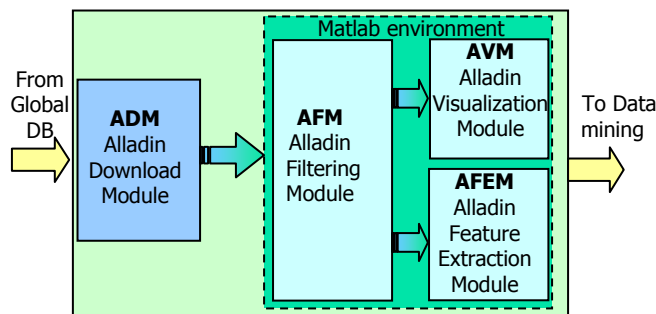 Matlab environment
From
Global
DB
ADM
Alladin
Download
Module
AFM
Alladin
Filtering
Module
AVM
Alladin
Visualization
Module
AFEM
Alladin
Feature
Extraction
Module
To Data
mining